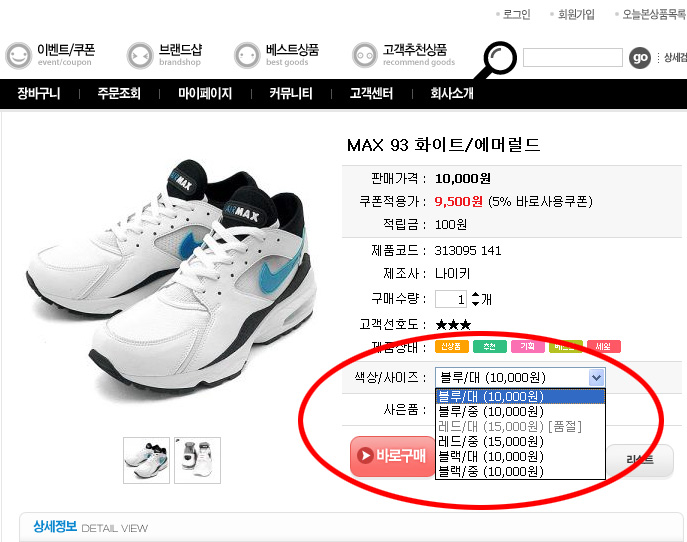 로그인 회원가입 오늘본상품목록
이벤트/쿠폰 브랜드샵 베스트상품 고객추천상품
event/coupon brandshop best goods recommend goods
go 상세검
장바구니 주문조회 마이페이지 커뮤니티 고객센터 회사소개
MAX 93 화이트/에머럴드
판매가격 : 10,000원
쿠폰적용가 : 9,500원 (5% 바로사용쿠폰)
적립금 : 100원
제품코드 : 313095 141
제조사 : 나이키
구매수량 : 1 개
고객선호도 : ★★★
제품상태 : 신상품 추천 기획 세일
색상/사이즈 : 블루/대 (10,000원)
블루/대 (10,000원)
블루/중 (10,000원)
사은품 :
레드/대 (15,000원) [품절]
레드/중 (15,000원)
블랙/대 (10,000원)
블랙/중 (10,000원)
바로구매 리스트
AIRMAX
상세정보 DETAIL VIEW